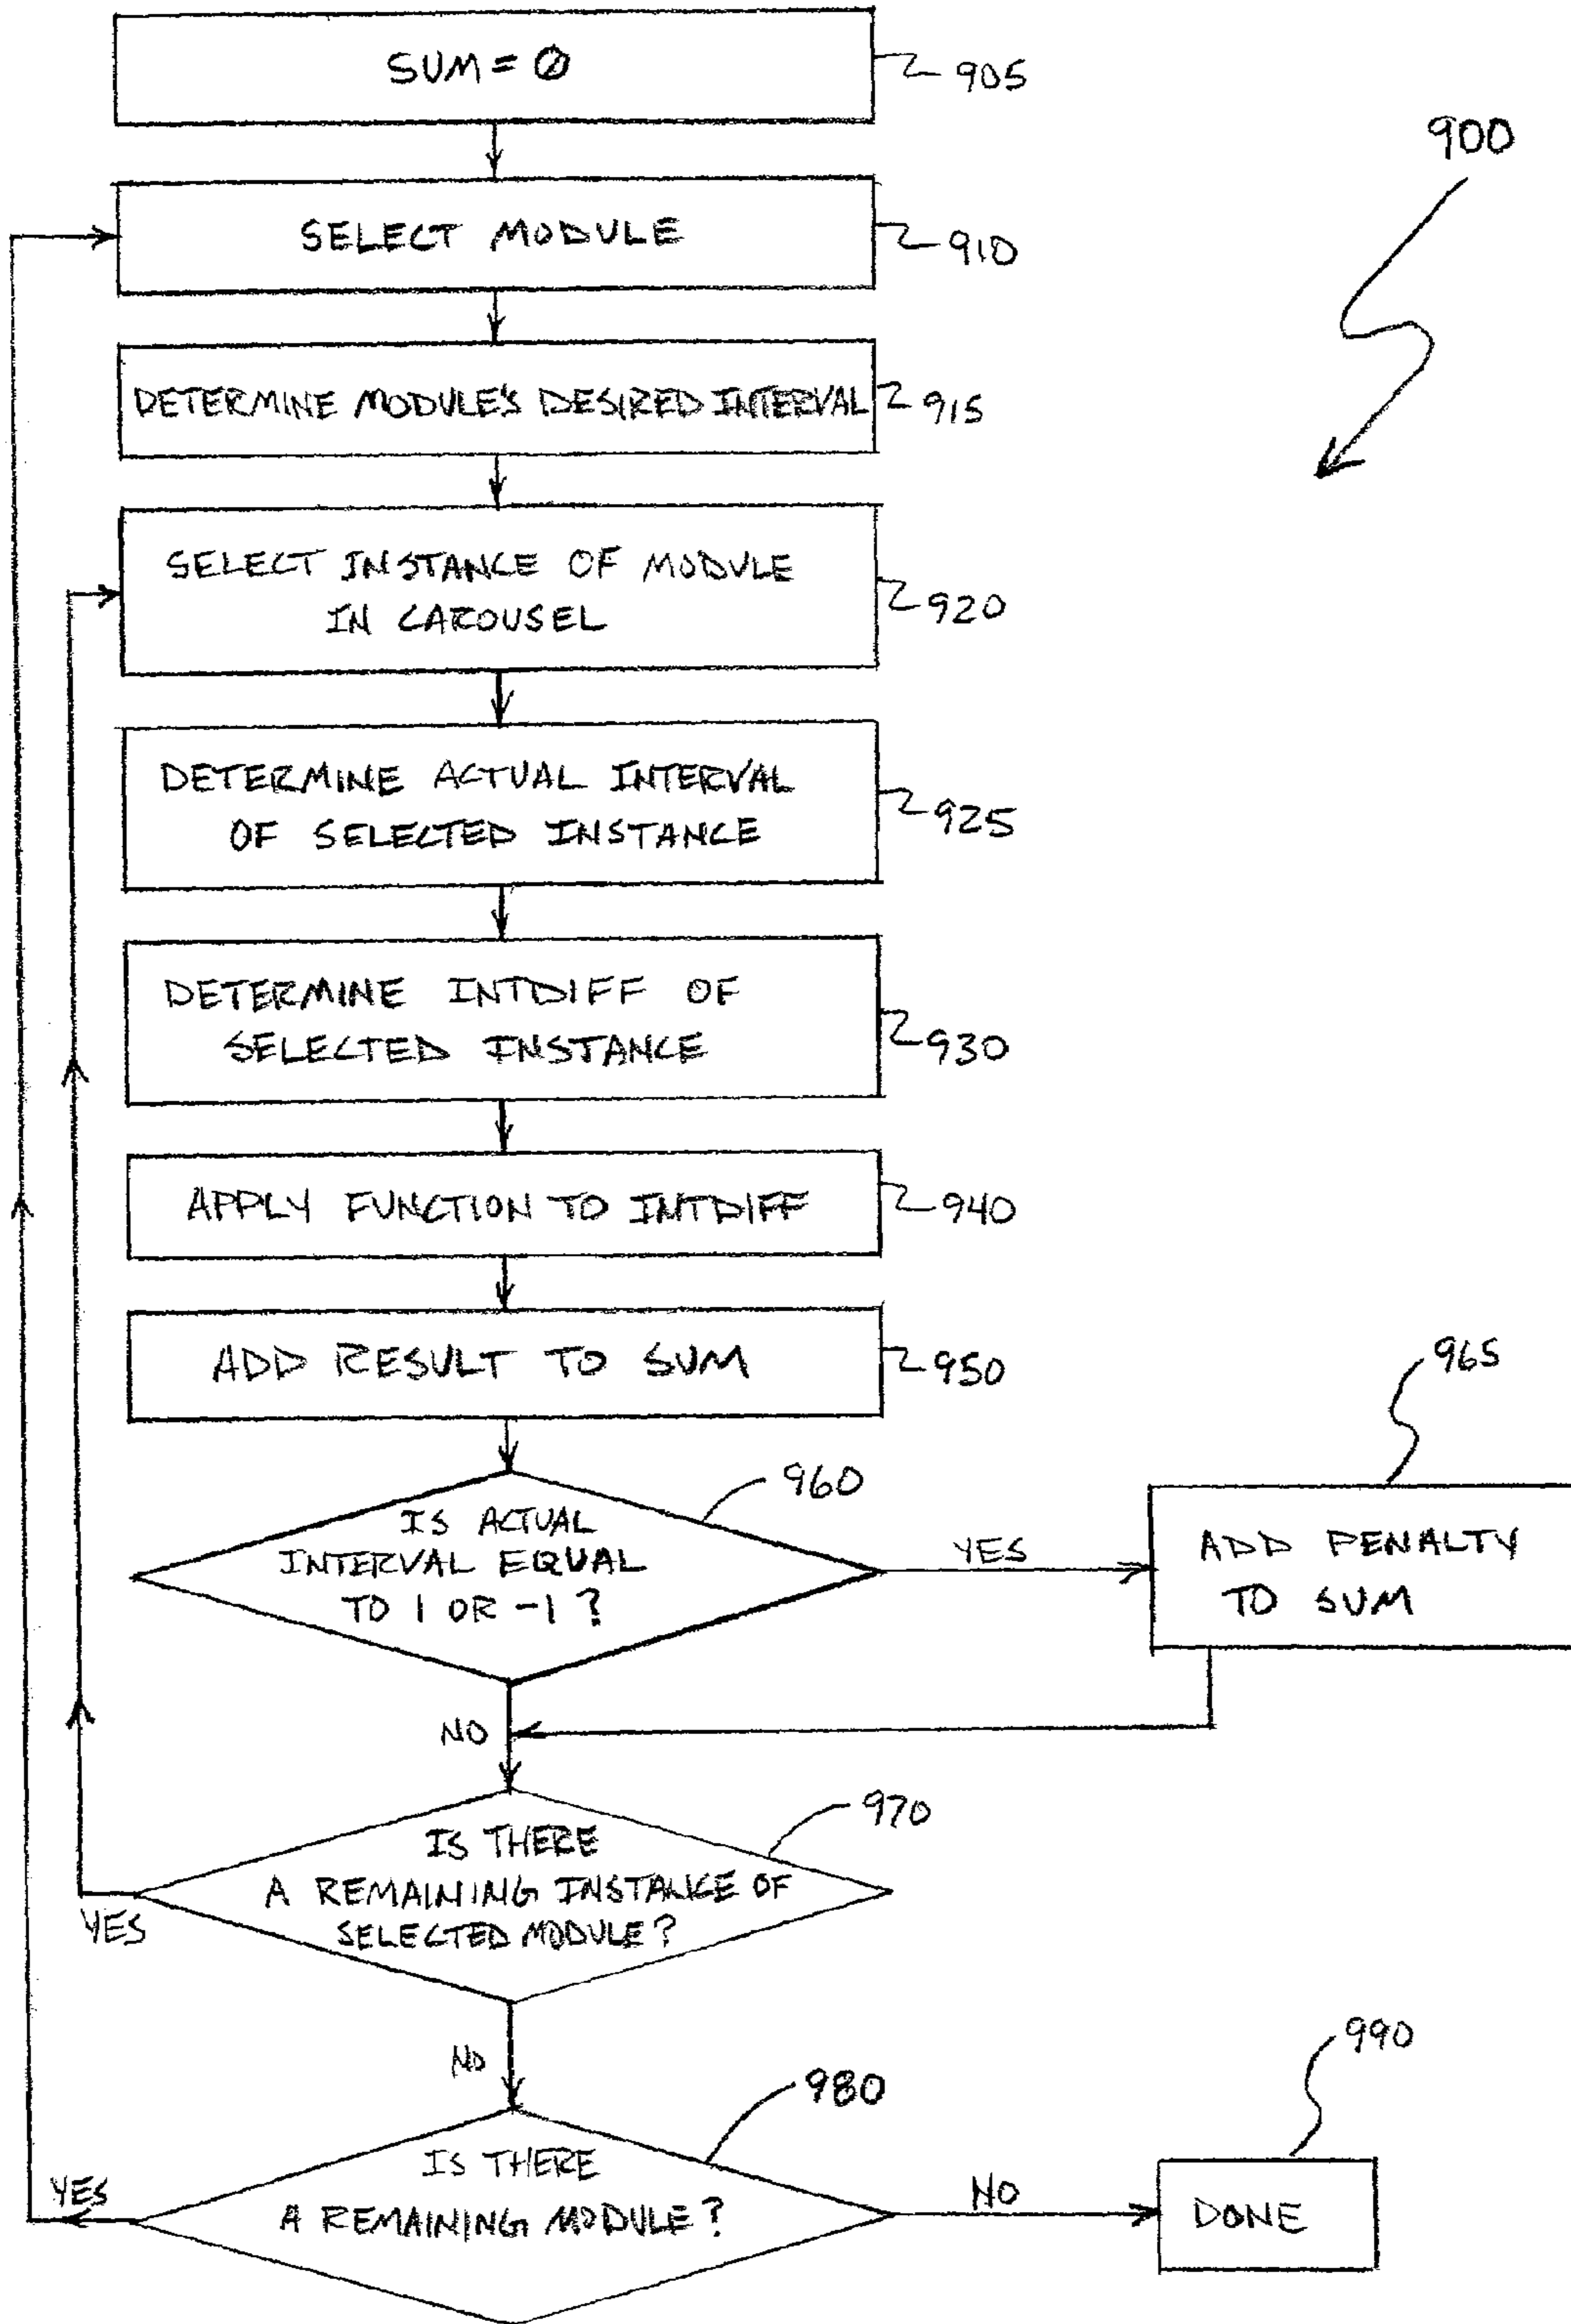 SUM = 0
905
900
SELECT MODULE
910
DETERMINE MODULE'S DESIRED INTERVAL
915
SELECT INSTANCE OF MODULE
IN CAROUSEL
920
DETERMINE ACTUAL INTERVAL
OF SELECTED INSTANCE
925
DETERMINE INTDIFF OF
SELECTED INSTANCE
930
APPLY FUNCTION TO INTDIFF
940
ADD RESULT TO SUM
950
965
960
IS ACTUAL
INTERVAL EQUAL
TO 1 OR -1?
YES
ADD PENALTY
TO SUM
NO
970
IS THERE
A REMAINING INSTANCE OF
SELECTED MODULE?
YES
NO
990
980
IS THERE
A REMAINING MODULE?
YES
NO
DONE